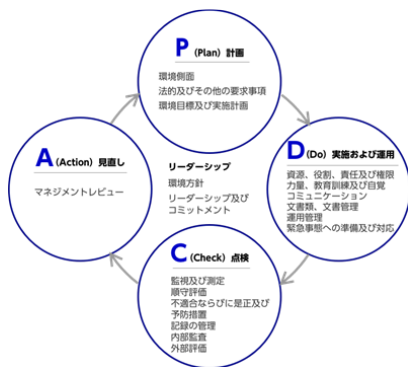 P (Plan) 計画
環境側面
法的及びその他の要求事項
環境目標及び実施計画
D (Do) 実施および運用
資源、役割、責任及び権限
力量、教育訓練及び自覚
コミュニケーション
文書類、文書管理
運用管理
緊急事態への準備及び対応
C (Check) 点検
監視及び測定
順守評価
不適合ならびに是正及び
予防措置
記録の管理
内部監査
外部評価
A (Action) 見直し
マネジメントレビュー
リーダーシップ
環境方針
リーダーシップ及び
コミットメント